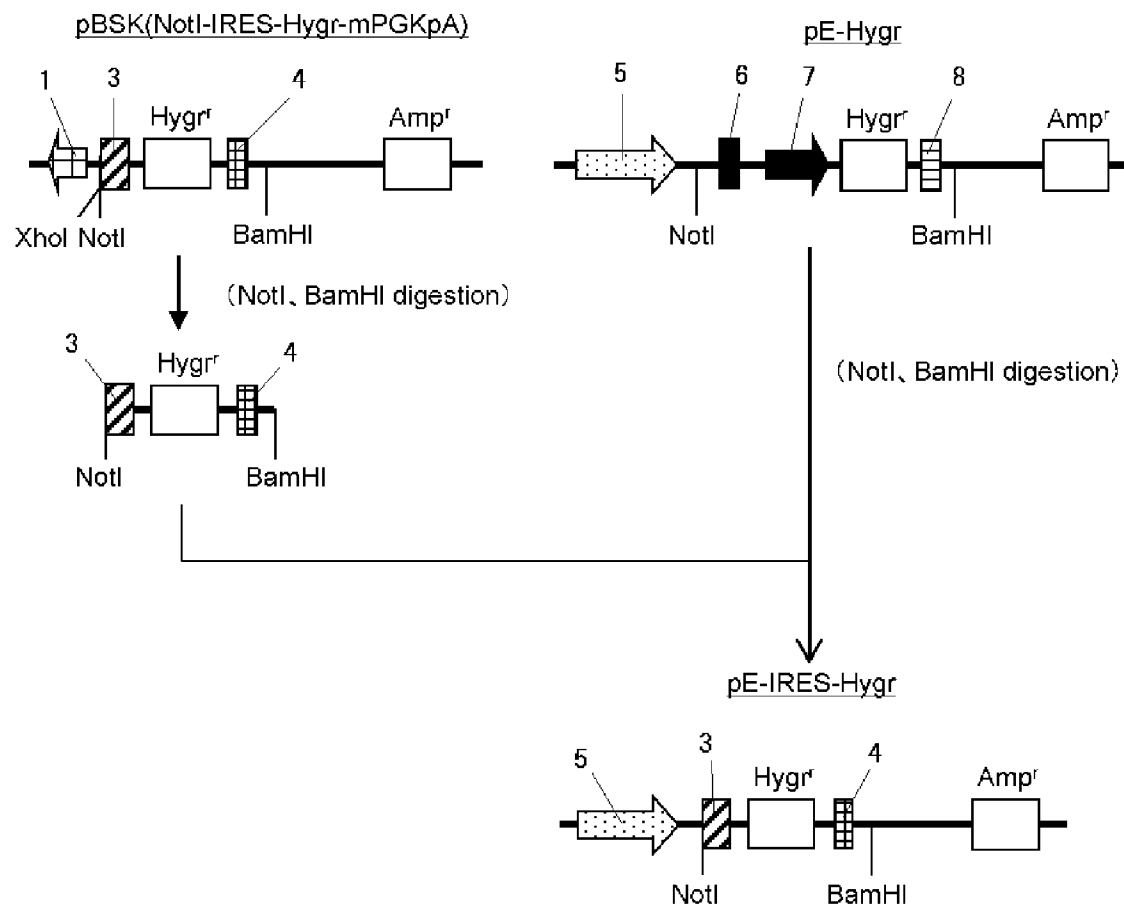 pBSK(NotI-IRES-Hygr-mPGKpA)
1
3
4
Hygrʳ
Ampʳ
XhoI NotI
BamHI
(NotI、BamHI digestion)
3
Hygrʳ
4
NotI
BamHI
pE-Hygr
5
6
7
8
Hygrʳ
Ampʳ
NotI
BamHI
(NotI、BamHI digestion)
pE-IRES-Hygr
5
3
Hygrʳ
4
Ampʳ
NotI
BamHI